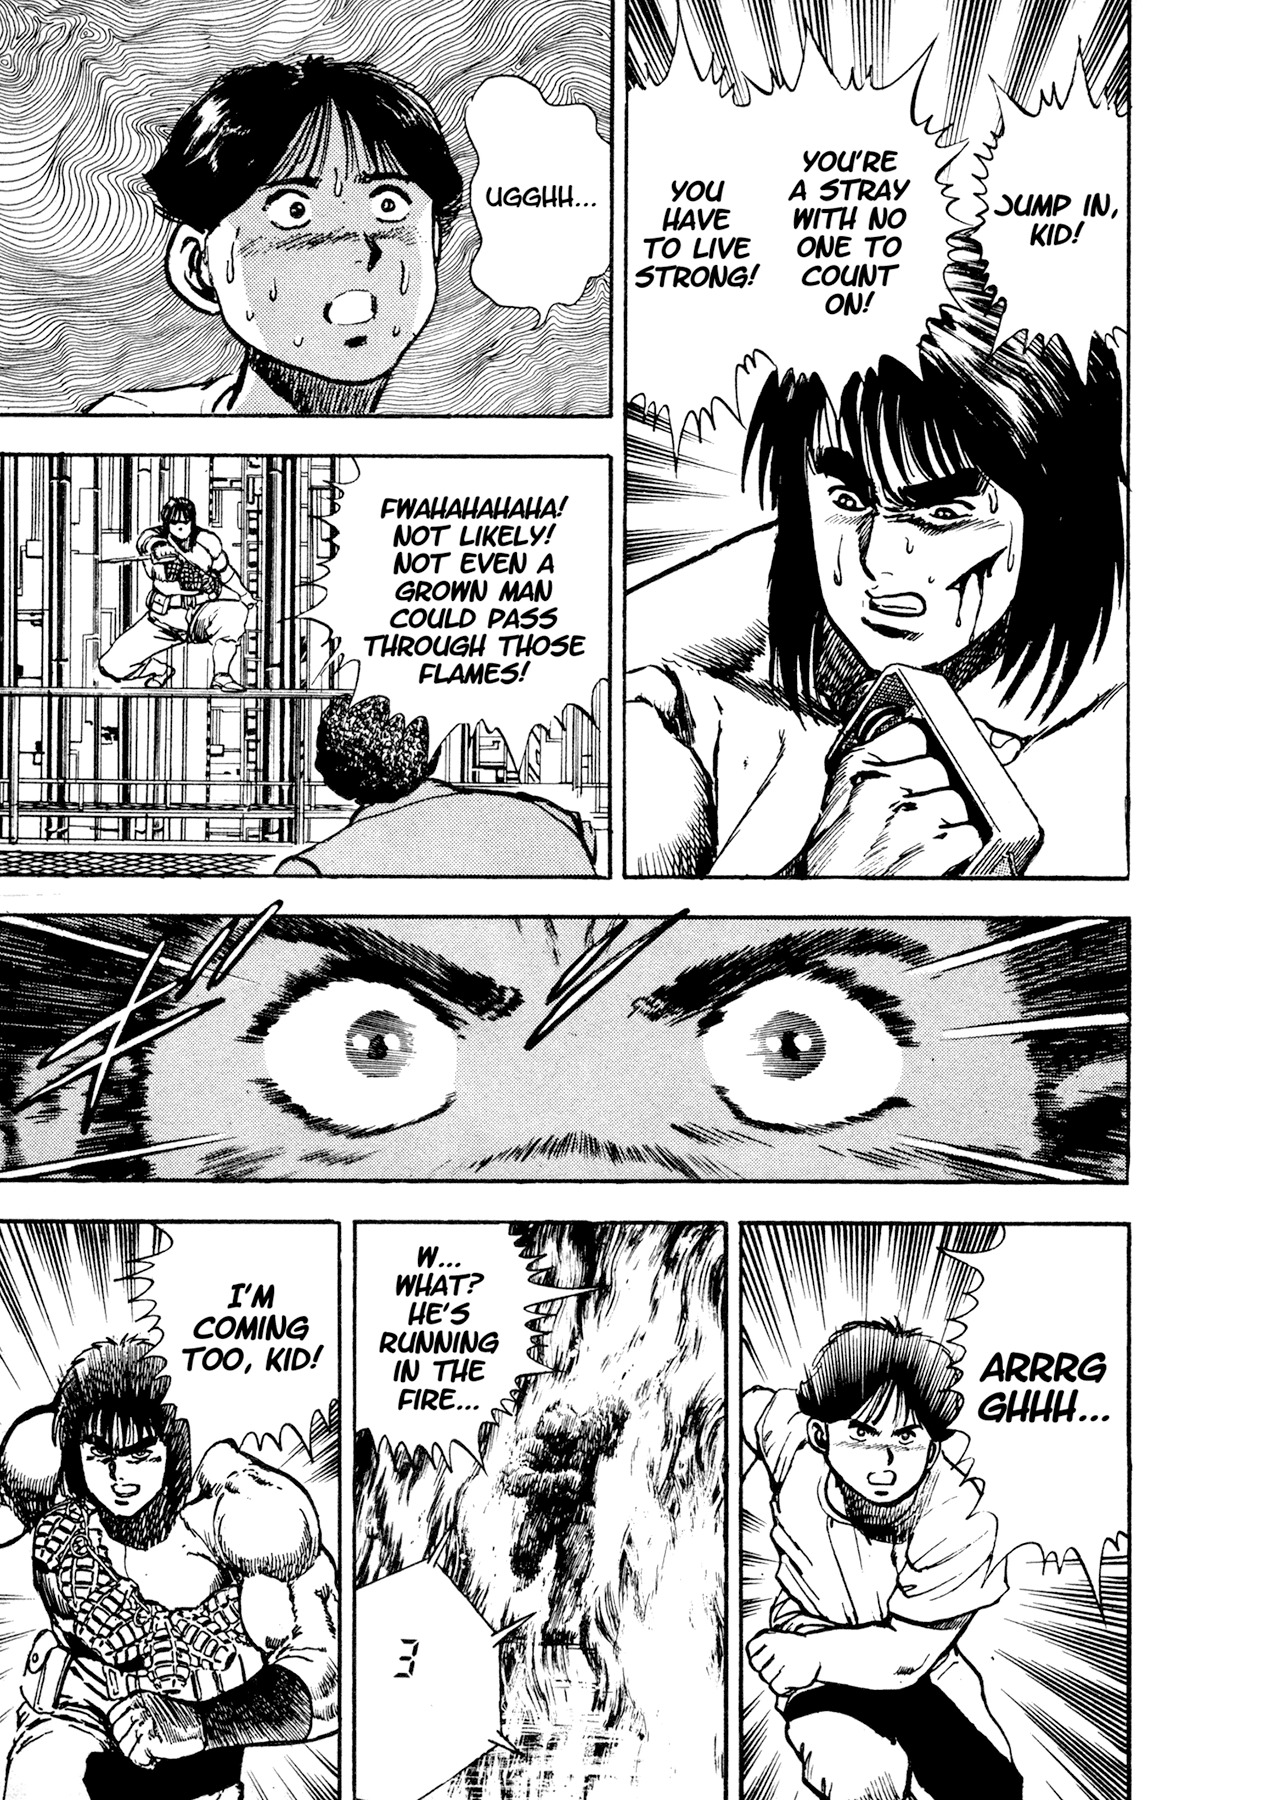 JUMP IN,
KID!
YOU'RE
A STRAY
WITH NO
ONE TO
COUNT
ON!
YOU
HAVE
TO LIVE
STRONG!
UGGHH...
FWAHAHAHAHA!
NOT LIKELY!
NOT EVEN A
GROWN MAN
COULD PASS
THROUGH THOSE
FLAMES!
ARRRG
GHHH...
W...
WHAT?
HE'S
RUNNING
IN THE
FIRE...
3
I'M
COMING
TOO, KID!